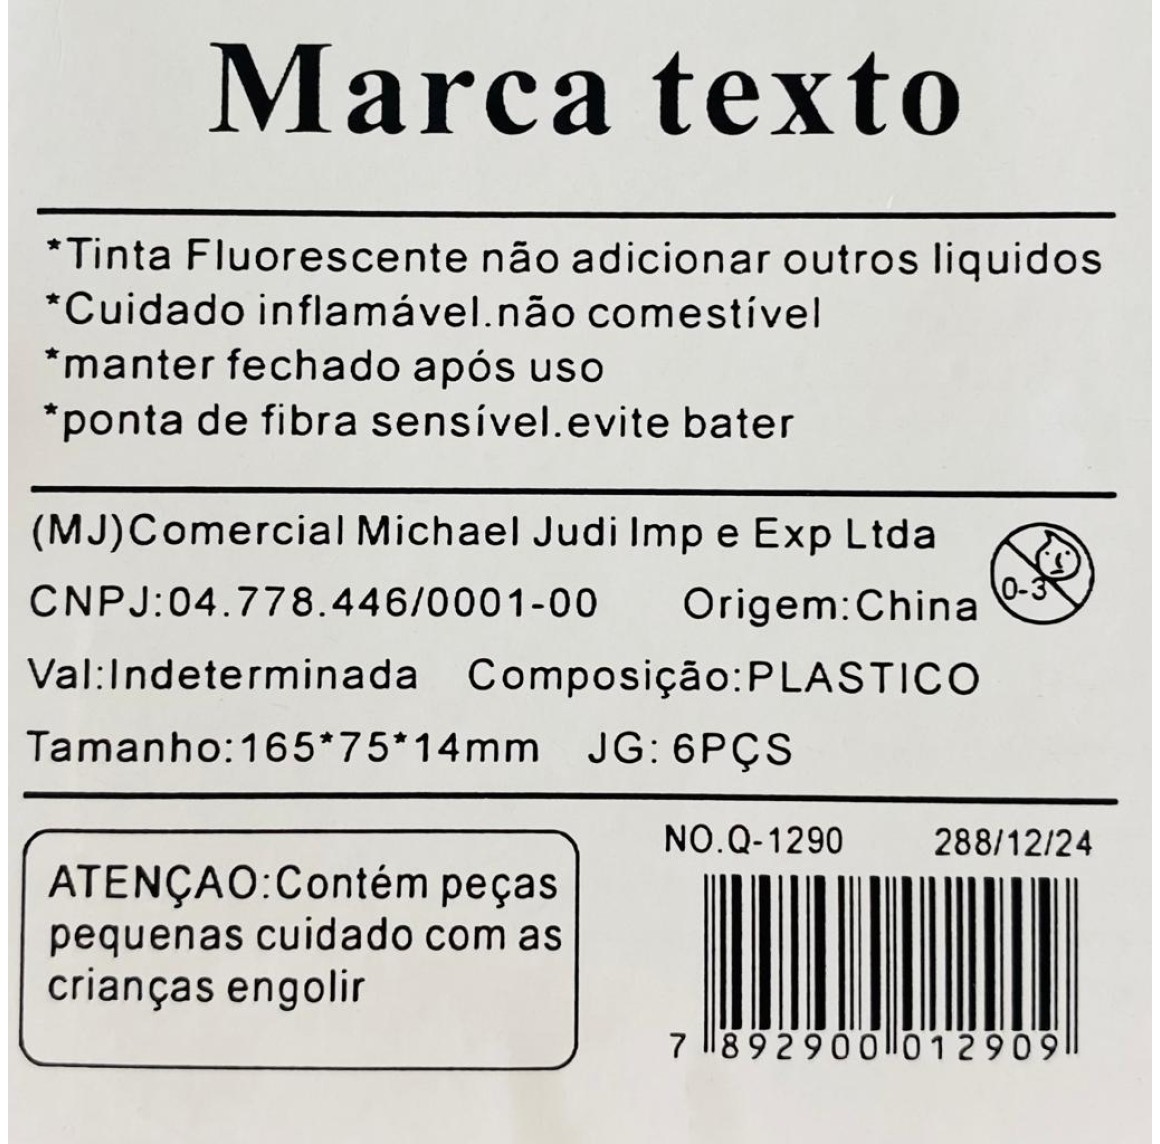 Marca texto
*Tinta Fluorescente não adicionar outros liquidos
*Cuidado inflamável.não comestível
*manter fechado após uso
*ponta de fibra sensível.evite bater
(MJ)Comercial Michael Judi Imp e Exp Ltda
CNPJ:04.778.446/0001-00 Origem:China
0-3
Val:Indeterminada Composição:PLASTICO
Tamanho:165*75*14mm JG: 6PÇS
NO.Q-1290 288/12/24
ATENÇAO:Contém peças
pequenas cuidado com as
crianças engolir
7 892900 012909